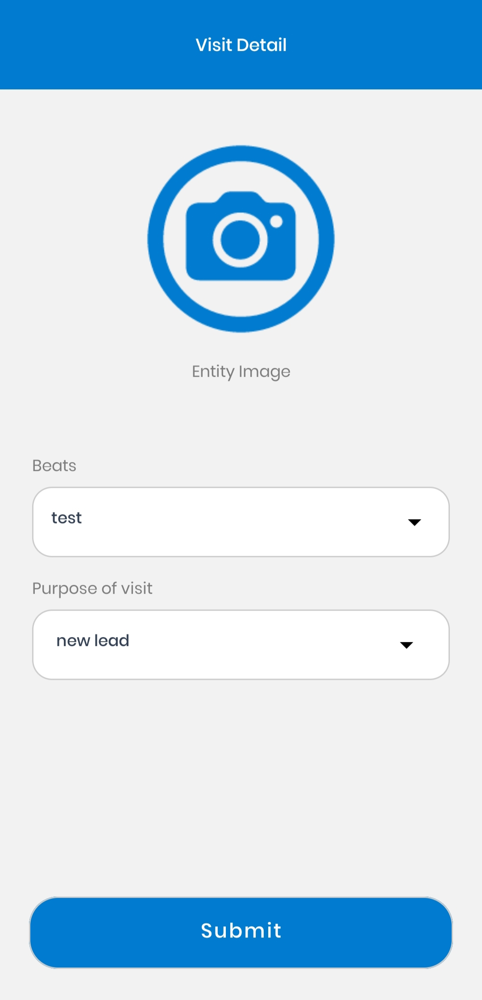 Visit Detail
Entity Image
Beats
test
Purpose of visit
new lead
Submit